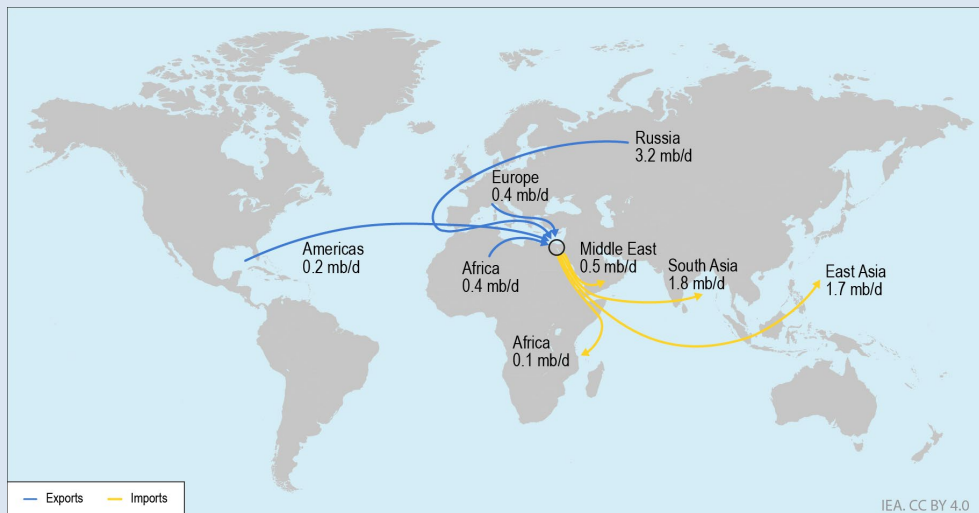 Russia
3.2 mb/d
Europe
0.4 mb/d
Americas
0.2 mb/d
Africa
0.4 mb/d
Middle East
0.5 mb/d
South Asia
1.8 mb/d
East Asia
1.7 mb/d
Africa
0.1 mb/d
Exports
Imports
IEA. CC BY 4.0